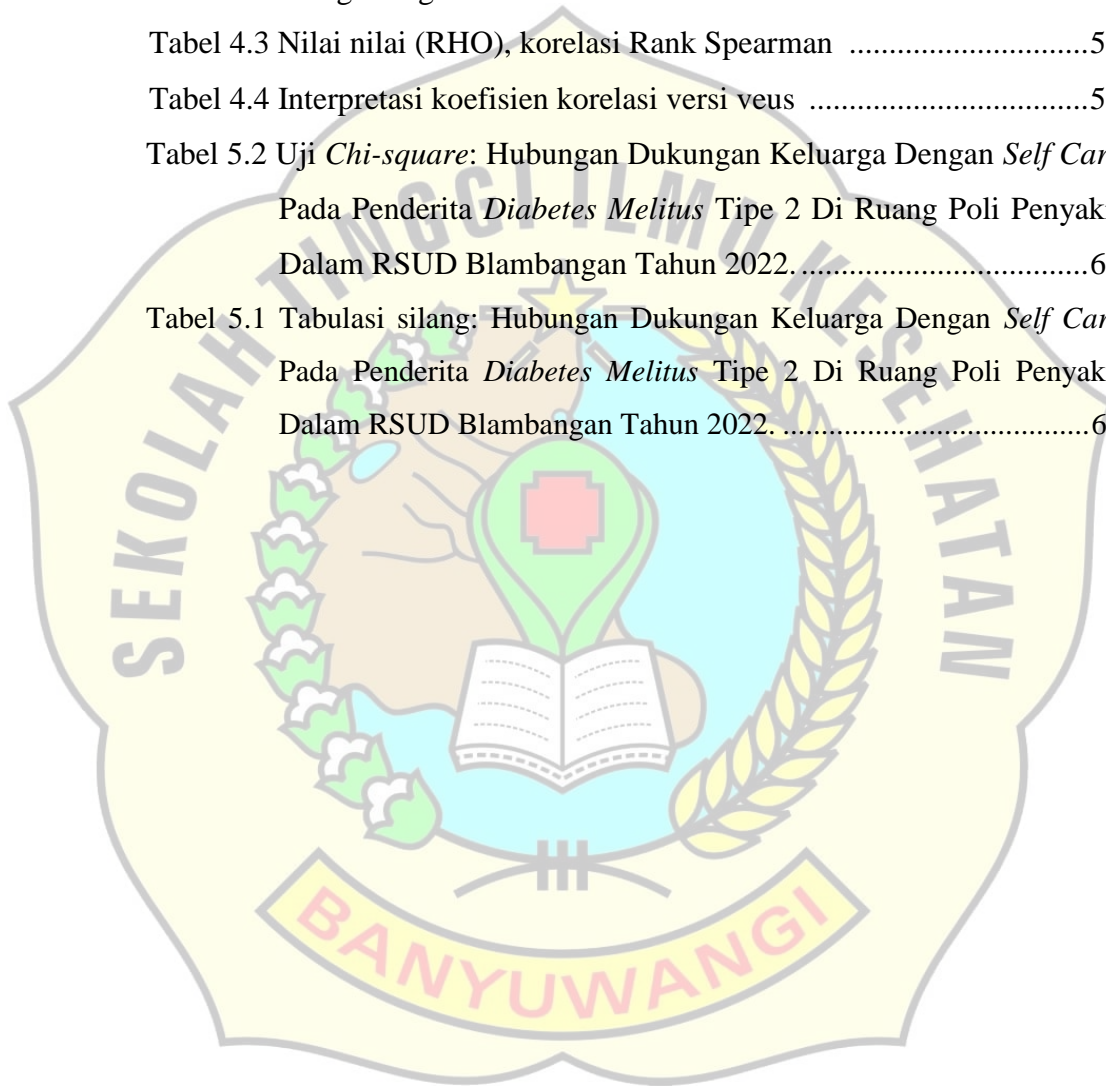 Tabel 4.3 Nilai nilai (RHO), korelasi Rank Spearman ..............................5
Tabel 4.4 Interpretasi koefisien korelasi versi veus ...................................5
Tabel 5.2 Uji Chi-square: Hubungan Dukungan Keluarga Dengan Self Car
Pada Penderita Diabetes Melitus Tipe 2 Di Ruang Poli Penyaki
Dalam RSUD Blambangan Tahun 2022. ....................................6
Tabel 5.1 Tabulasi silang: Hubungan Dukungan Keluarga Dengan Self Car
Pada Penderita Diabetes Melitus Tipe 2 Di Ruang Poli Penyaki
Dalam RSUD Blambangan Tahun 2022. ......................................6
SEKOLAH TINGGI ILMU KESEHATAN
BANYUWANGI